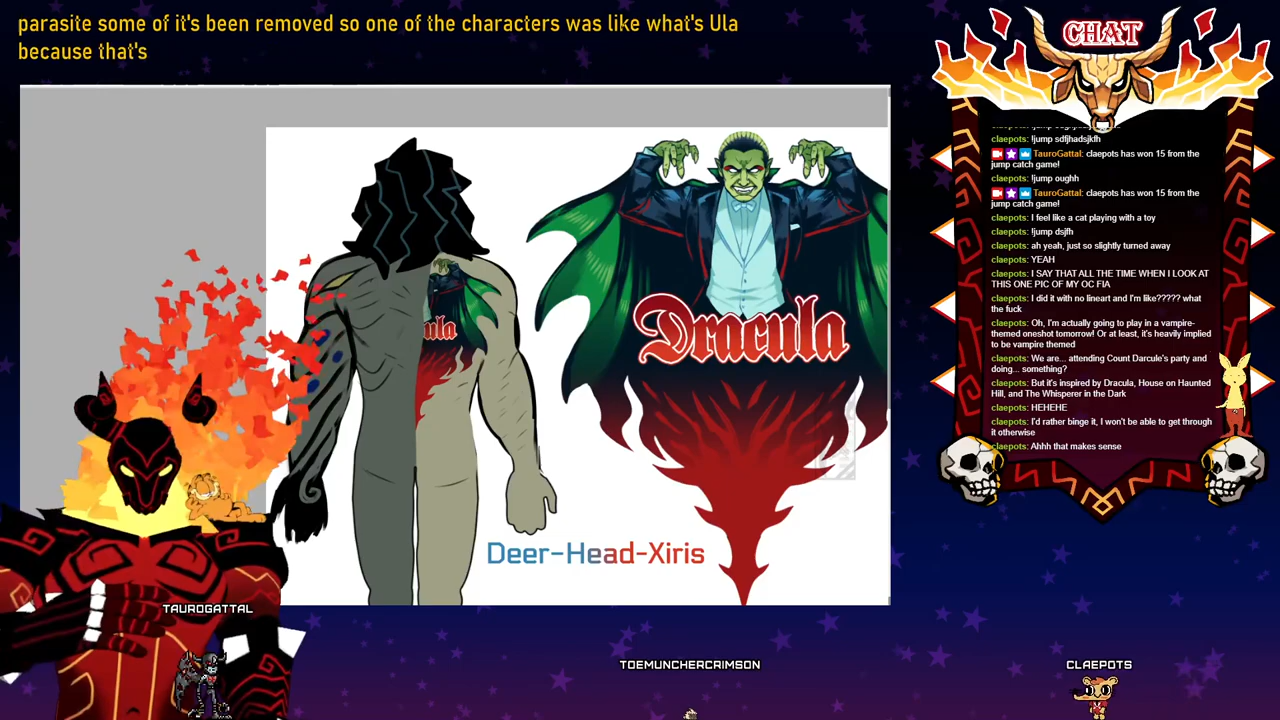 parasite some of it's been removed so one of the characters was like what's Ula
because that's
CHAT
claepots: !jump sdfjhadsjkfh
TauroGattal: claepots has won 15 from the
jump catch game!
claepots: !jump oughh
TauroGattal: claepots has won 15 from the
jump catch game!
claepots: I feel like a cat playing with a toy
claepots: !jump dsjfh
claepots: ah yeah, just so slightly turned away
claepots: YEAH
claepots: I SAY THAT ALL THE TIME WHEN I LOOK AT
THIS ONE PIC OF MY OC FIA
claepots: I did it with no lineart and I'm like????? what
the fuck
claepots: Oh, I'm actually going to play in a vampire-
themed oneshot tomorrow! Or at least, it's heavily implied
to be vampire themed
claepots: We are... attending Count Darcule's party and
doing... something?
claepots: But it's inspired by Dracula, House on Haunted
Hill, and The Whisperer in the Dark
claepots: HEHEHE
claepots: I'd rather binge it, I won't be able to get through
it otherwise
claepots: Ahhh that makes sense
ula
Dracula
Deer-Head-Xiris
TAUROGATTAL
TOEMUNCHERCRIMSON
CLAEPOTS